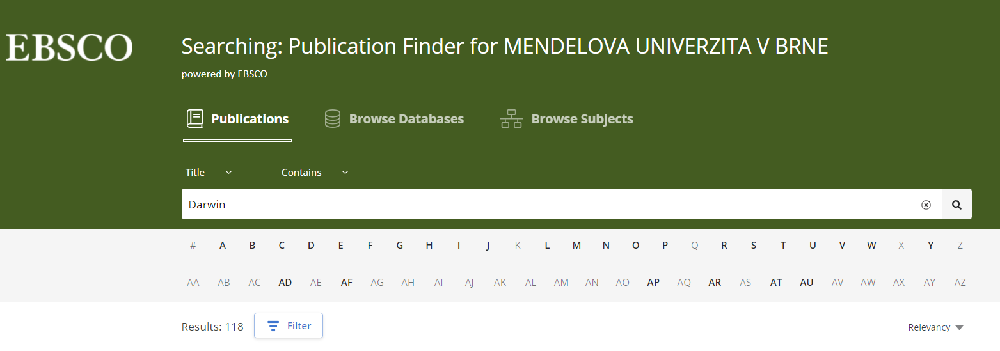 EBSCO
Searching: Publication Finder for MENDELOVA UNIVERZITA V BRNE
powered by EBSCO
Publications Browse Databases Browse Subjects
Title Contains
Darwin
# A B C D E F G H I J K L M N O P Q R S T U V W X Y Z
AA AB AC AD AE AF AG AH AI AJ AK AL AM AN AO AP AQ AR AS AT AU AV AW AX AY AZ
Results: 118 Filter Relevancy